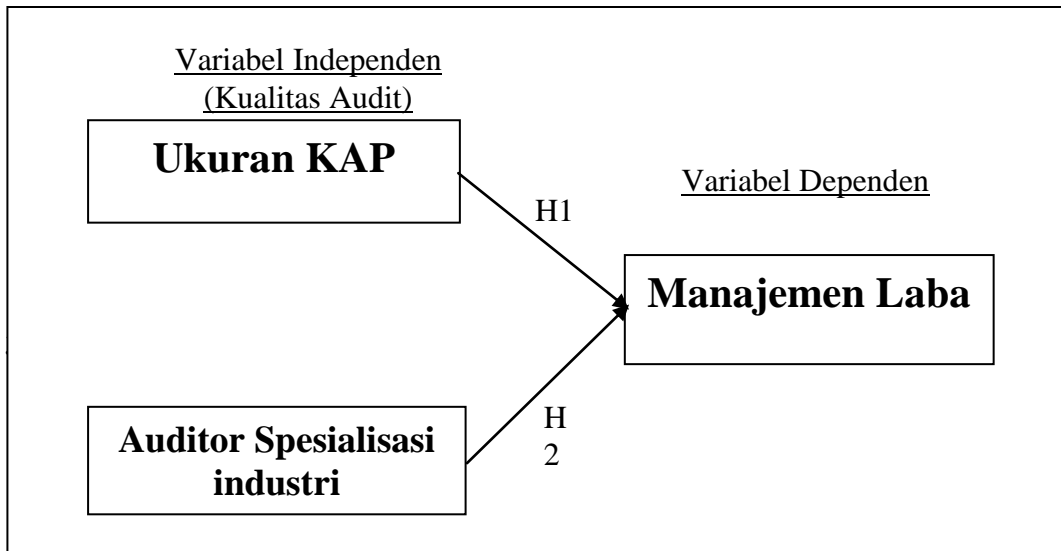 Variabel Independen
(Kualitas Audit)
Ukuran KAP
H1
Variabel Dependen
Manajemen Laba
H
2
Auditor Spesialisasi
industri